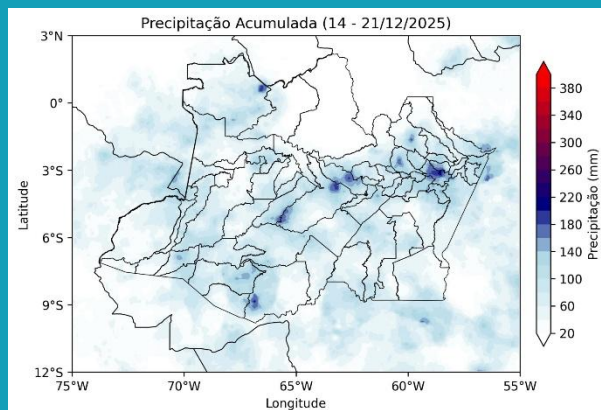 Precipitação Acumulada (14 - 21/12/2025)
3°N
0°
3°S
6°S
9°S
12°S
Latitude
75°W 70°W 65°W 60°W 55°W
Longitude
380
340
300
260
220
180
140
100
60
20
Precipitação (mm)